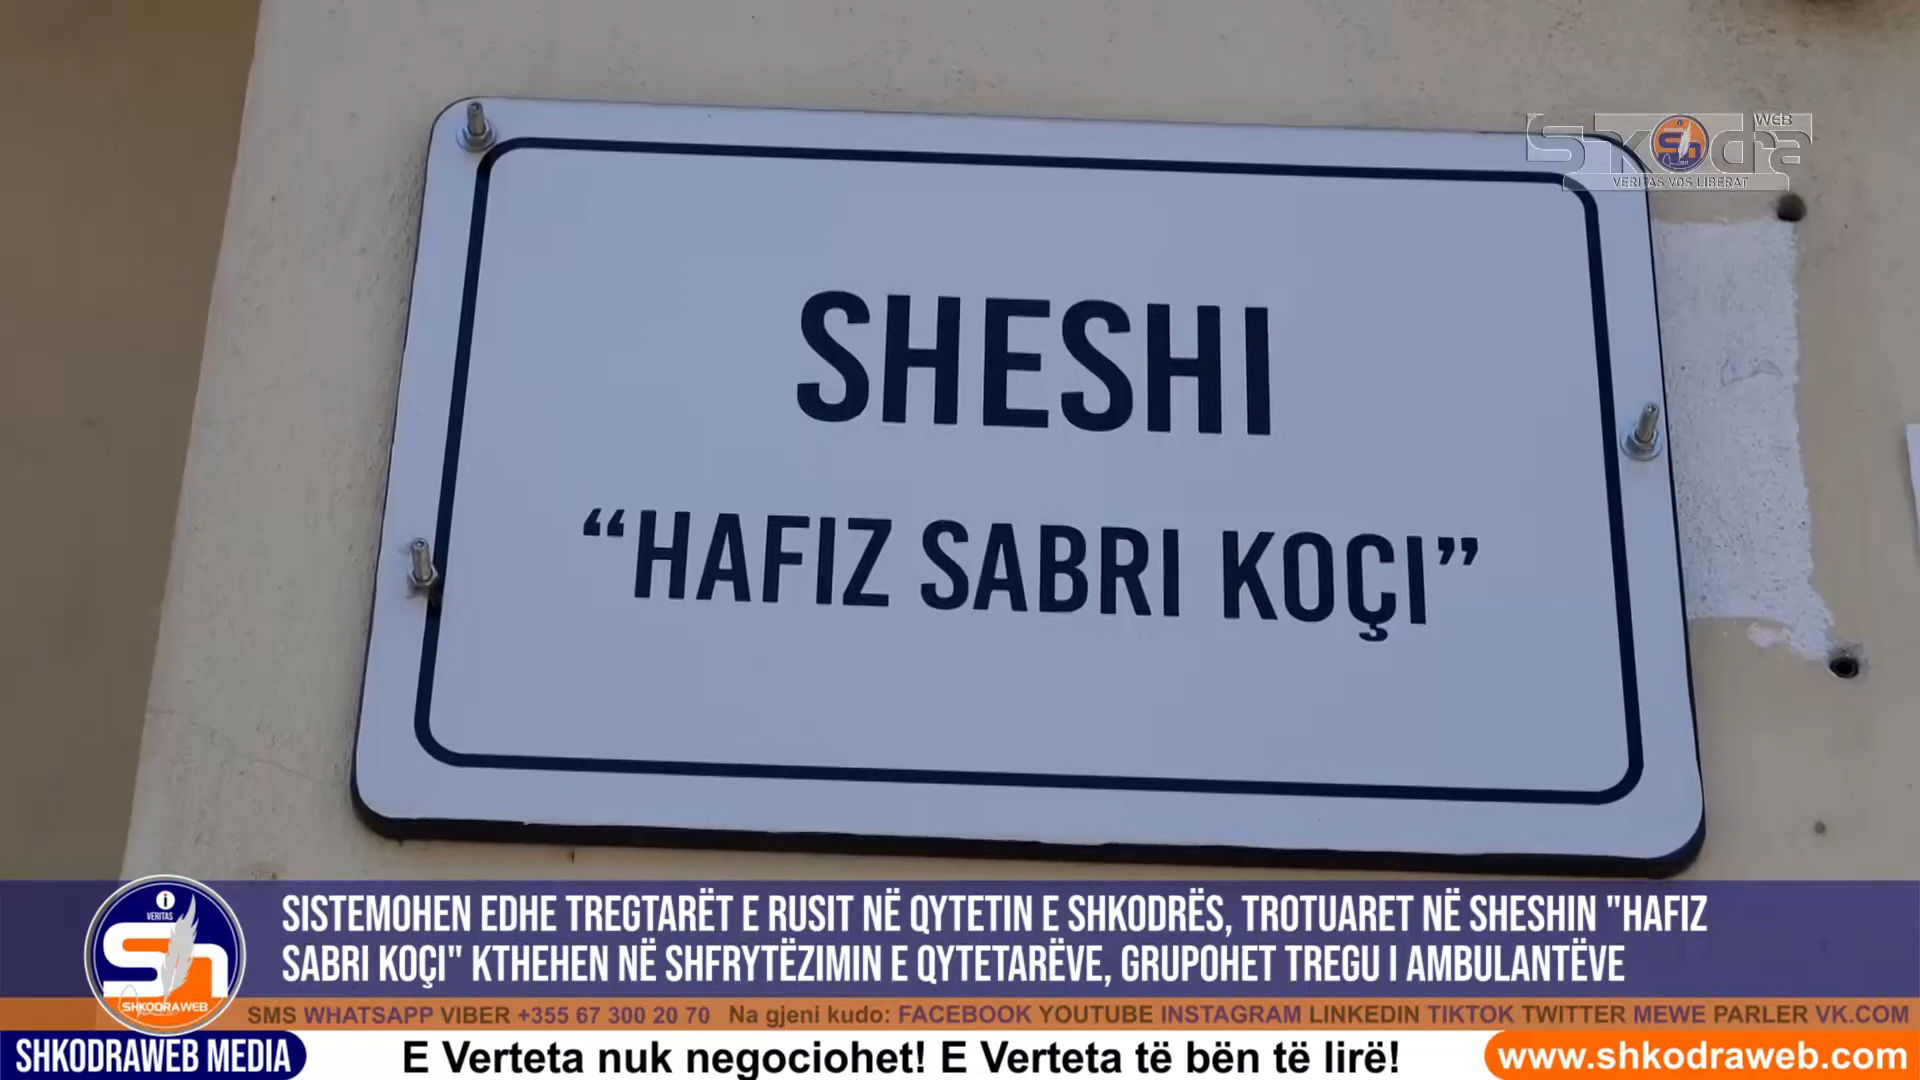 WEB
Skodra
VERITAS VOS LIBERAT
SHESHI
“HAFIZ SABRI KOÇI”
SISTEMOHEN EDHE TREGTARËT E RUSIT NË QYTETIN E SHKODRËS, TROTUARET NË SHESHIN "HAFIZ
SABRI KOÇI" KTHEHEN NË SHFRYTËZIMIN E QYTETARËVE, GRUPOHET TREGU I AMBULANTËVE
VERITAS
SHKODRAWEB
SMS WHATSAPP VIBER +355 67 300 20 70 Na gjeni kudo: FACEBOOK YOUTUBE INSTAGRAM LINKEDIN TIKTOK TWITTER MEWE PARLER VK.COM
SHKODRAWEB MEDIA E Verteta nuk negociohet! E Verteta të bën të lirë! www.shkodraweb.com